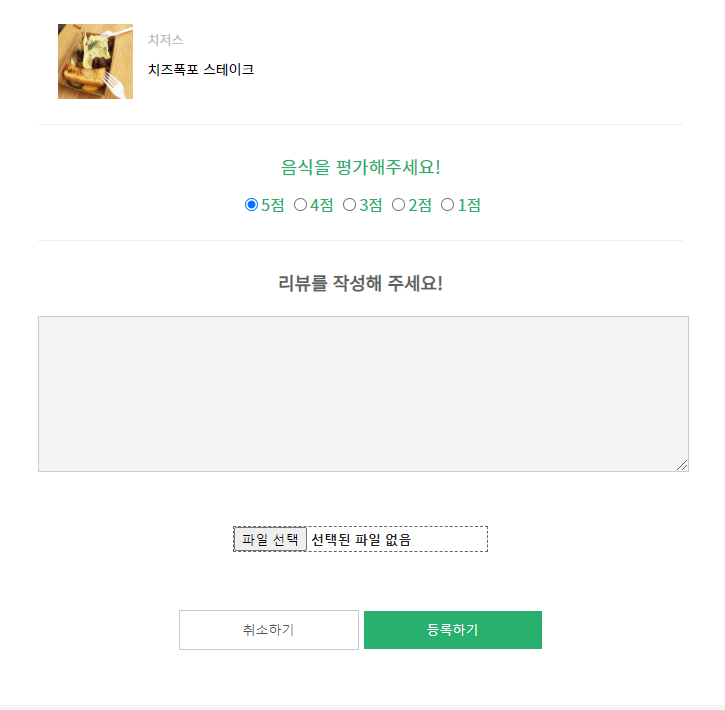 치저스
치즈폭포 스테이크
음식을 평가해주세요!
5점 4점 3점 2점 1점
리뷰를 작성해 주세요!
파일 선택 선택된 파일 없음
취소하기 등록하기